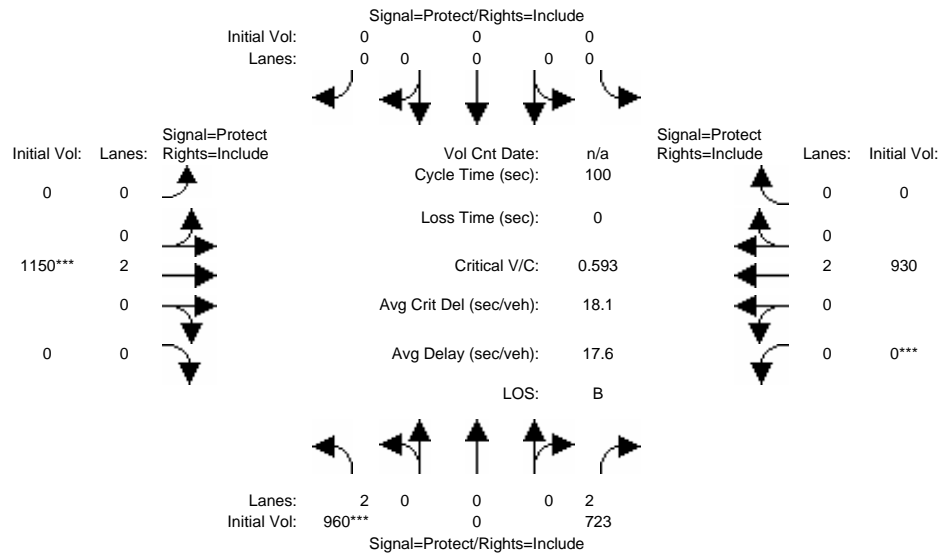 Signal=Protect/Rights=Include
Initial Vol: 0 0 0
Lanes: 0 0 0 0 0
Signal=Protect Signal=Protect
Initial Vol: Lanes: Rights=Include Vol Cnt Date: n/a Rights=Include Lanes: Initial Vol:
Cycle Time (sec): 100
0 0 0 0
Loss Time (sec): 0
0 0
1150*** 2 Critical V/C: 0.593 2 930
0 Avg Crit Del (sec/veh): 18.1 0
0 0 Avg Delay (sec/veh): 17.6 0 0***
LOS: B
Lanes: 2 0 0 0 2
Initial Vol: 960*** 0 723
Signal=Protect/Rights=Include